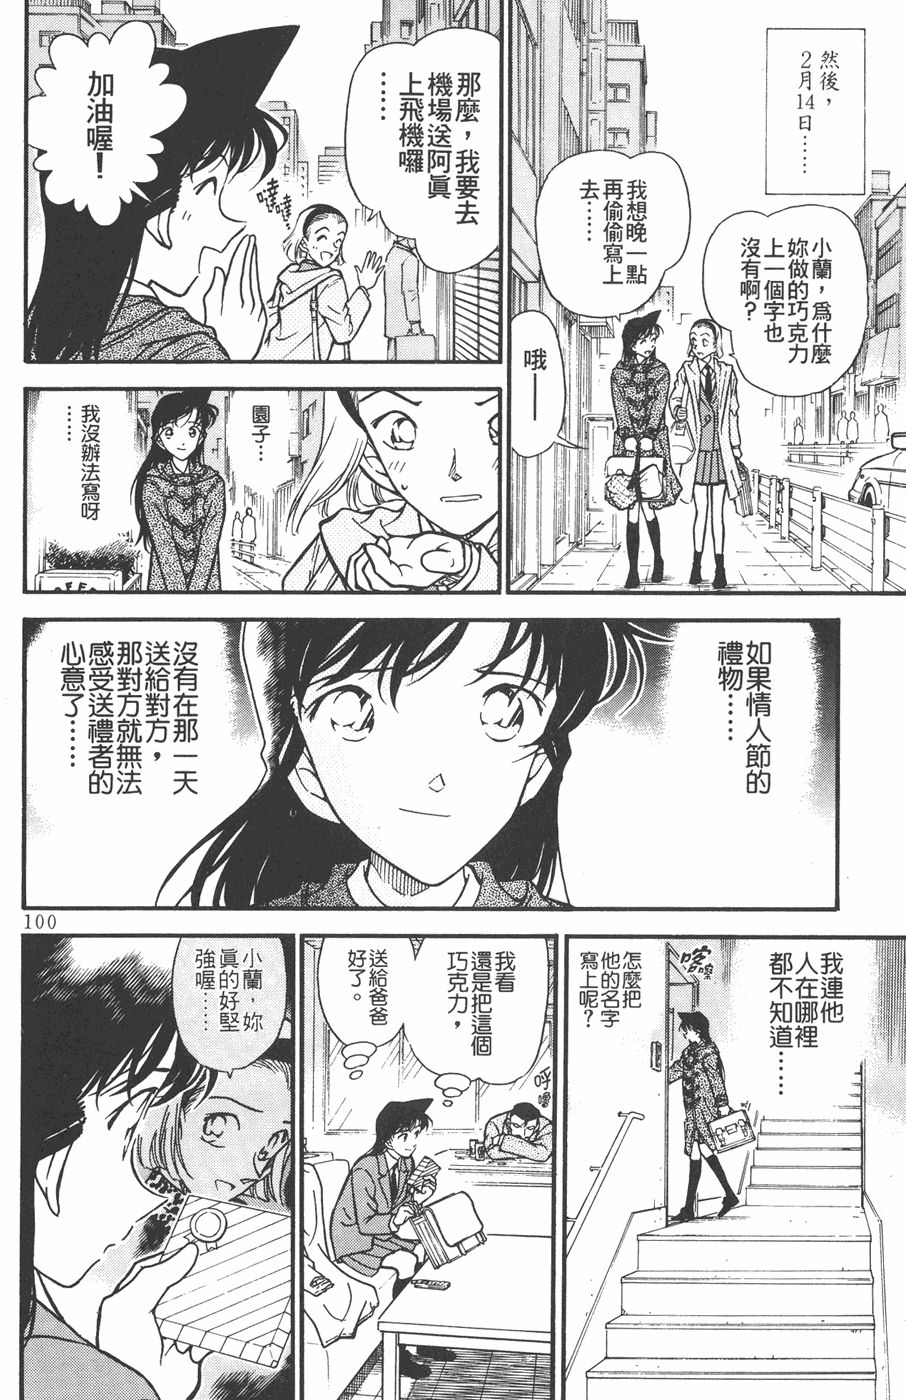 然後，
2月14日……
小蘭，爲什麼
妳做的巧克力
上一個字也
沒有啊？
我想晚一點
再偷偷寫上
去……
哦——
那麼，我要去
機場送阿眞
上飛機囉
……
噠噠
加油喔！
園子…
我沒辦法寫呀
……
如果情人節的
禮物……
沒有在那一天
送給對方，
那對方就無法
感受送禮者的
心意了……
100
我連他
人在哪裡
都不知道……
怎麼把
他的名字
寫上呢？
喀嚓
我看
還是把這個
巧克力，
送給爸爸
好了。
呼嚕
小蘭，妳
眞的好堅
強喔……